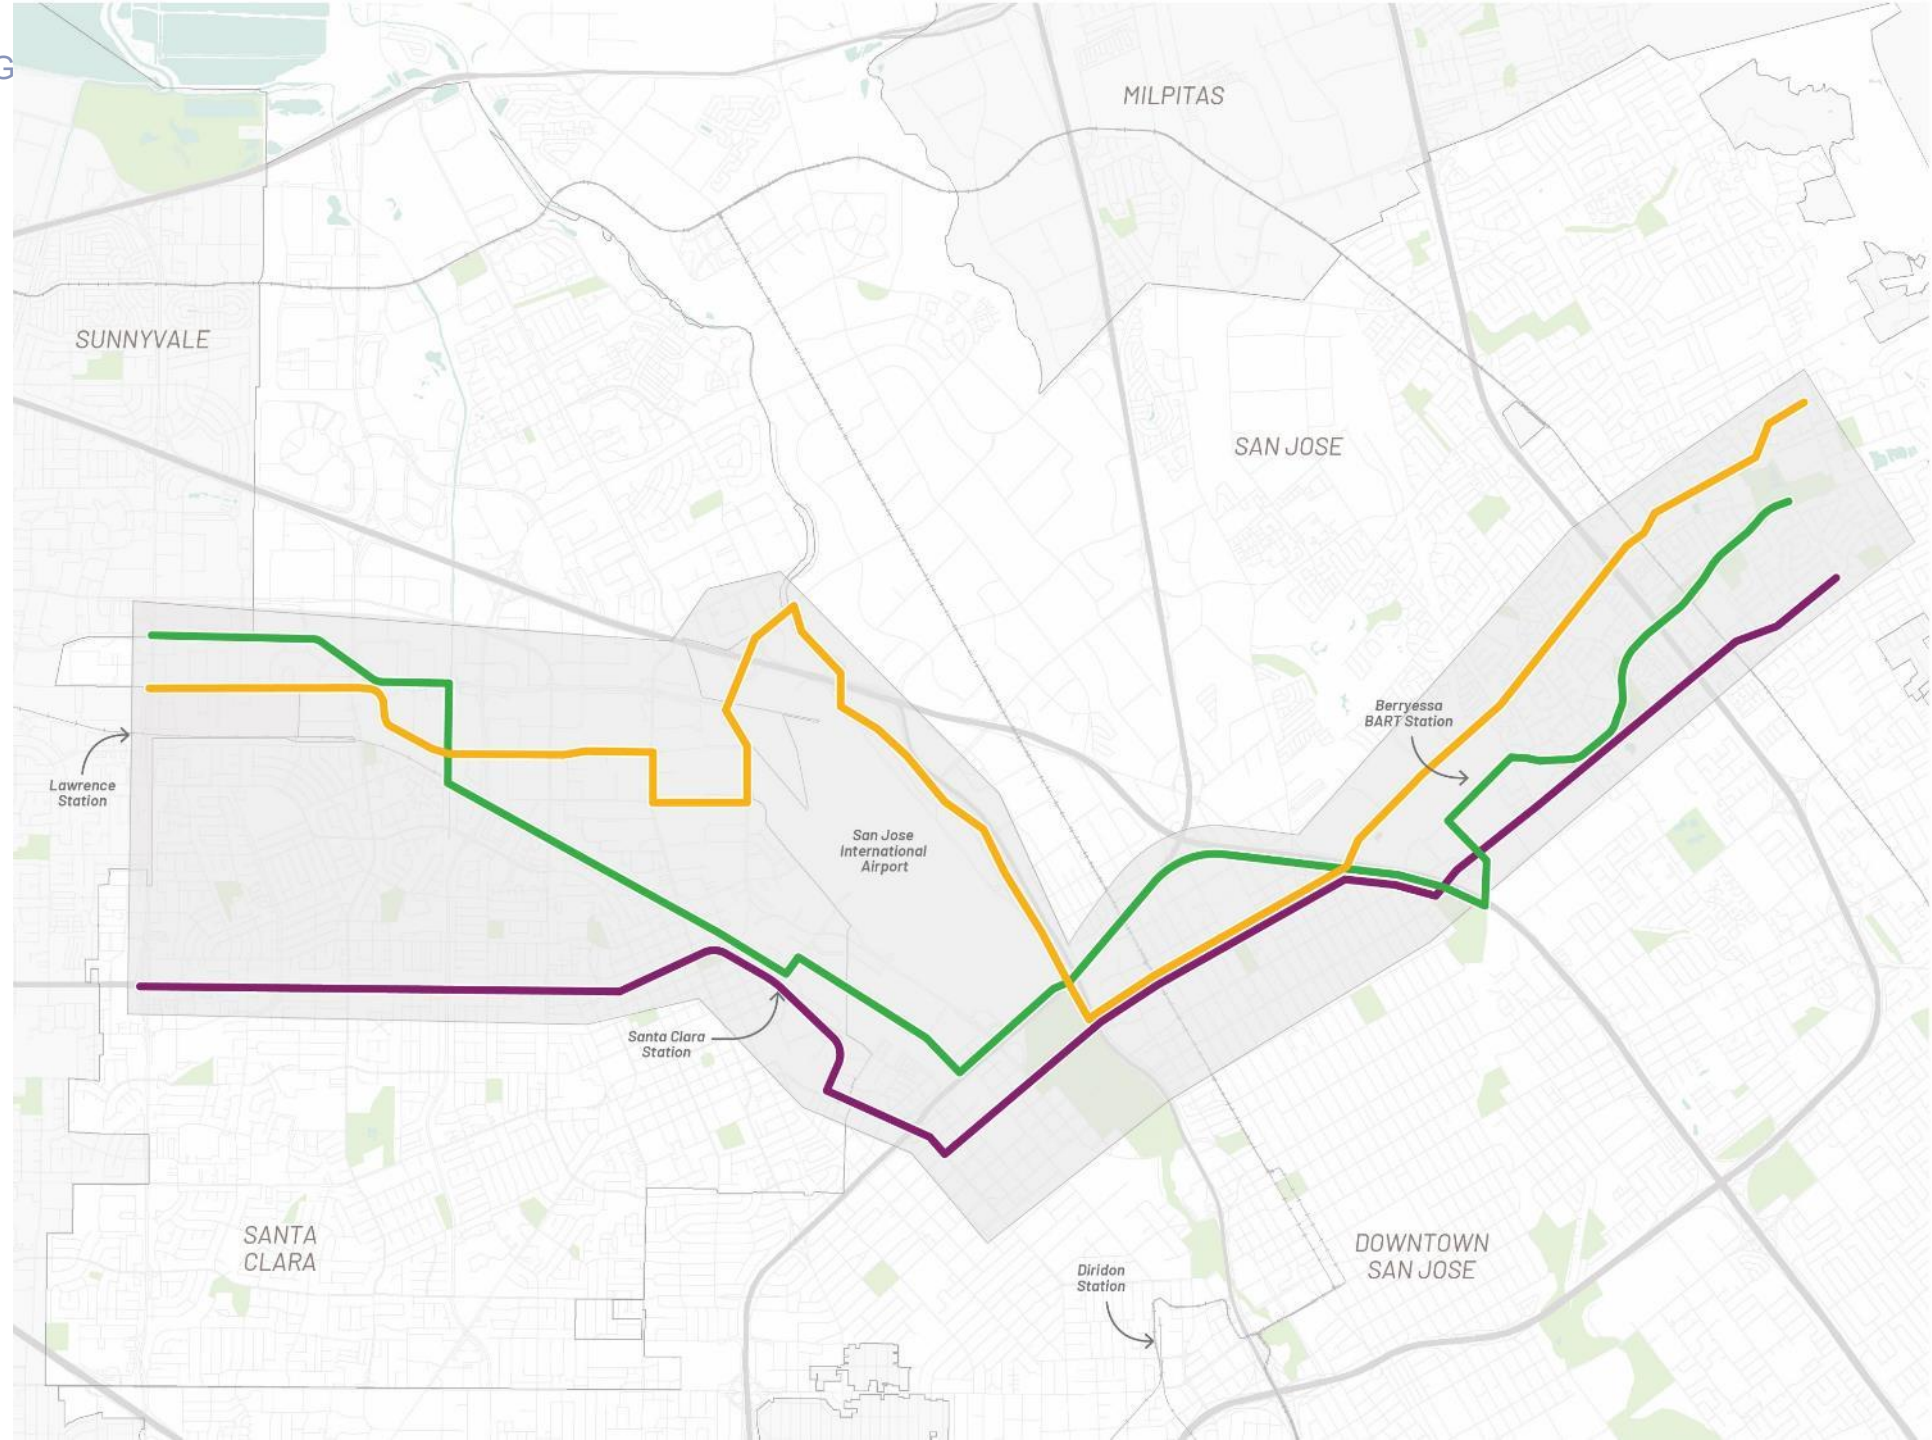 G
MILPITAS
SUNNYVALE
SAN JOSE
Berryessa
BART Station
Lawrence
Station
San Jose
International
Airport
Santa Clara
Station
SANTA
CLARA
DOWNTOWN
SAN JOSE
Diridon
Station